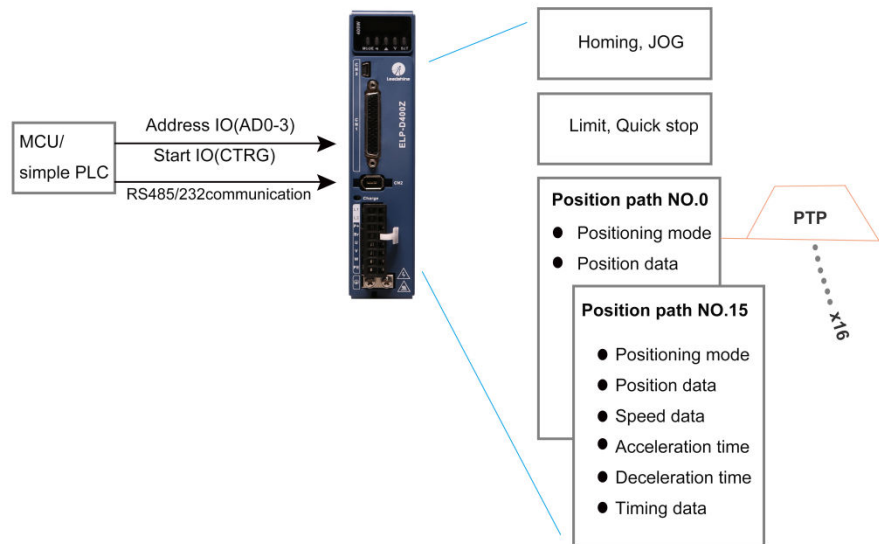 MCU/
simple PLC
Address IO(AD0-3)
Start IO(CTRG)
RS485/232communication
400W
MODE
Leadshine
ELP-D400Z
CN2
Charge
Homing, JOG
Limit, Quick stop
Position path NO.0
● Positioning mode
● Position data
PTP
x16
Position path NO.15
● Positioning mode
● Position data
● Speed data
● Acceleration time
● Deceleration time
● Timing data